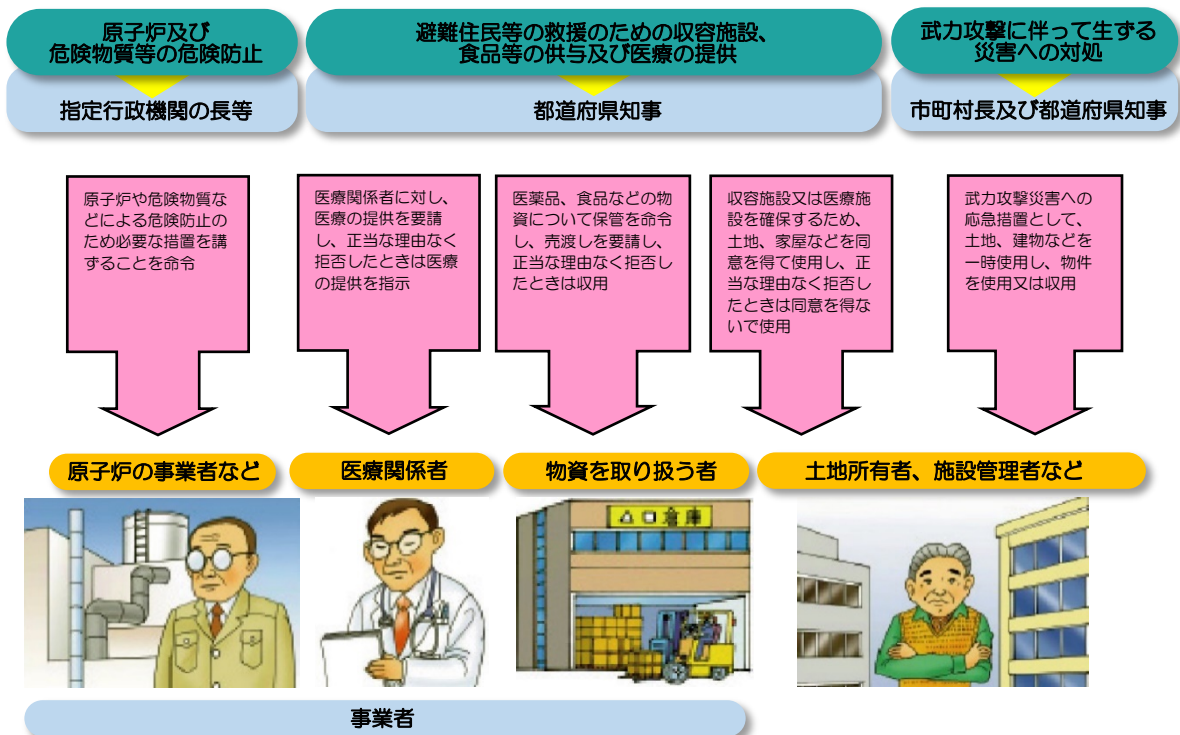 原子炉及び
危険物質等の危険防止
避難住民等の救援のための収容施設、
食品等の供与及び医療の提供
武力攻撃に伴って生ずる
災害への対処
指定行政機関の長等
都道府県知事
市町村長及び都道府県知事
原子炉や危険物質な
どによる危険防止の
ため必要な措置を講
ずることを命令
医療関係者に対し、
医療の提供を要請
し、正当な理由なく
拒否したときは医療
の提供を指示
医薬品、食品などの物
資について保管を命令
し、売渡しを要請し、
正当な理由なく拒否し
たときは収用
収容施設又は医療施
設を確保するため、
土地、家屋などを同
意を得て使用し、正
当な理由なく拒否し
たときは同意を得な
いで使用
武力攻撃災害への
応急措置として、
土地、建物などを
一時使用し、物件
を使用又は収用
原子炉の事業者など
医療関係者
物資を取り扱う者
土地所有者、施設管理者など
△口倉庫
事業者